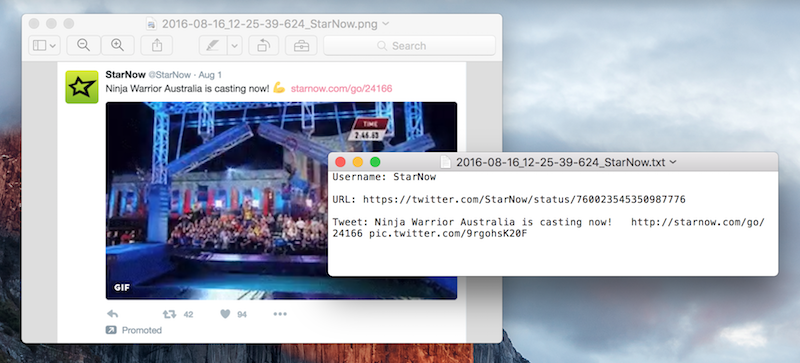 2016-08-16_12-25-39-624_StarNow.png
Search
StarNow @StarNow · Aug 1
Ninja Warrior Australia is casting now! 💪 starnow.com/go/24166
TIME
2:46.63
GIF
42 94
Promoted
2016-08-16_12-25-39-624_StarNow.txt
Username: StarNow
URL: https://twitter.com/StarNow/status/760023545350987776
Tweet: Ninja Warrior Australia is casting now! http://starnow.com/go/
24166 pic.twitter.com/9rgohsK20F